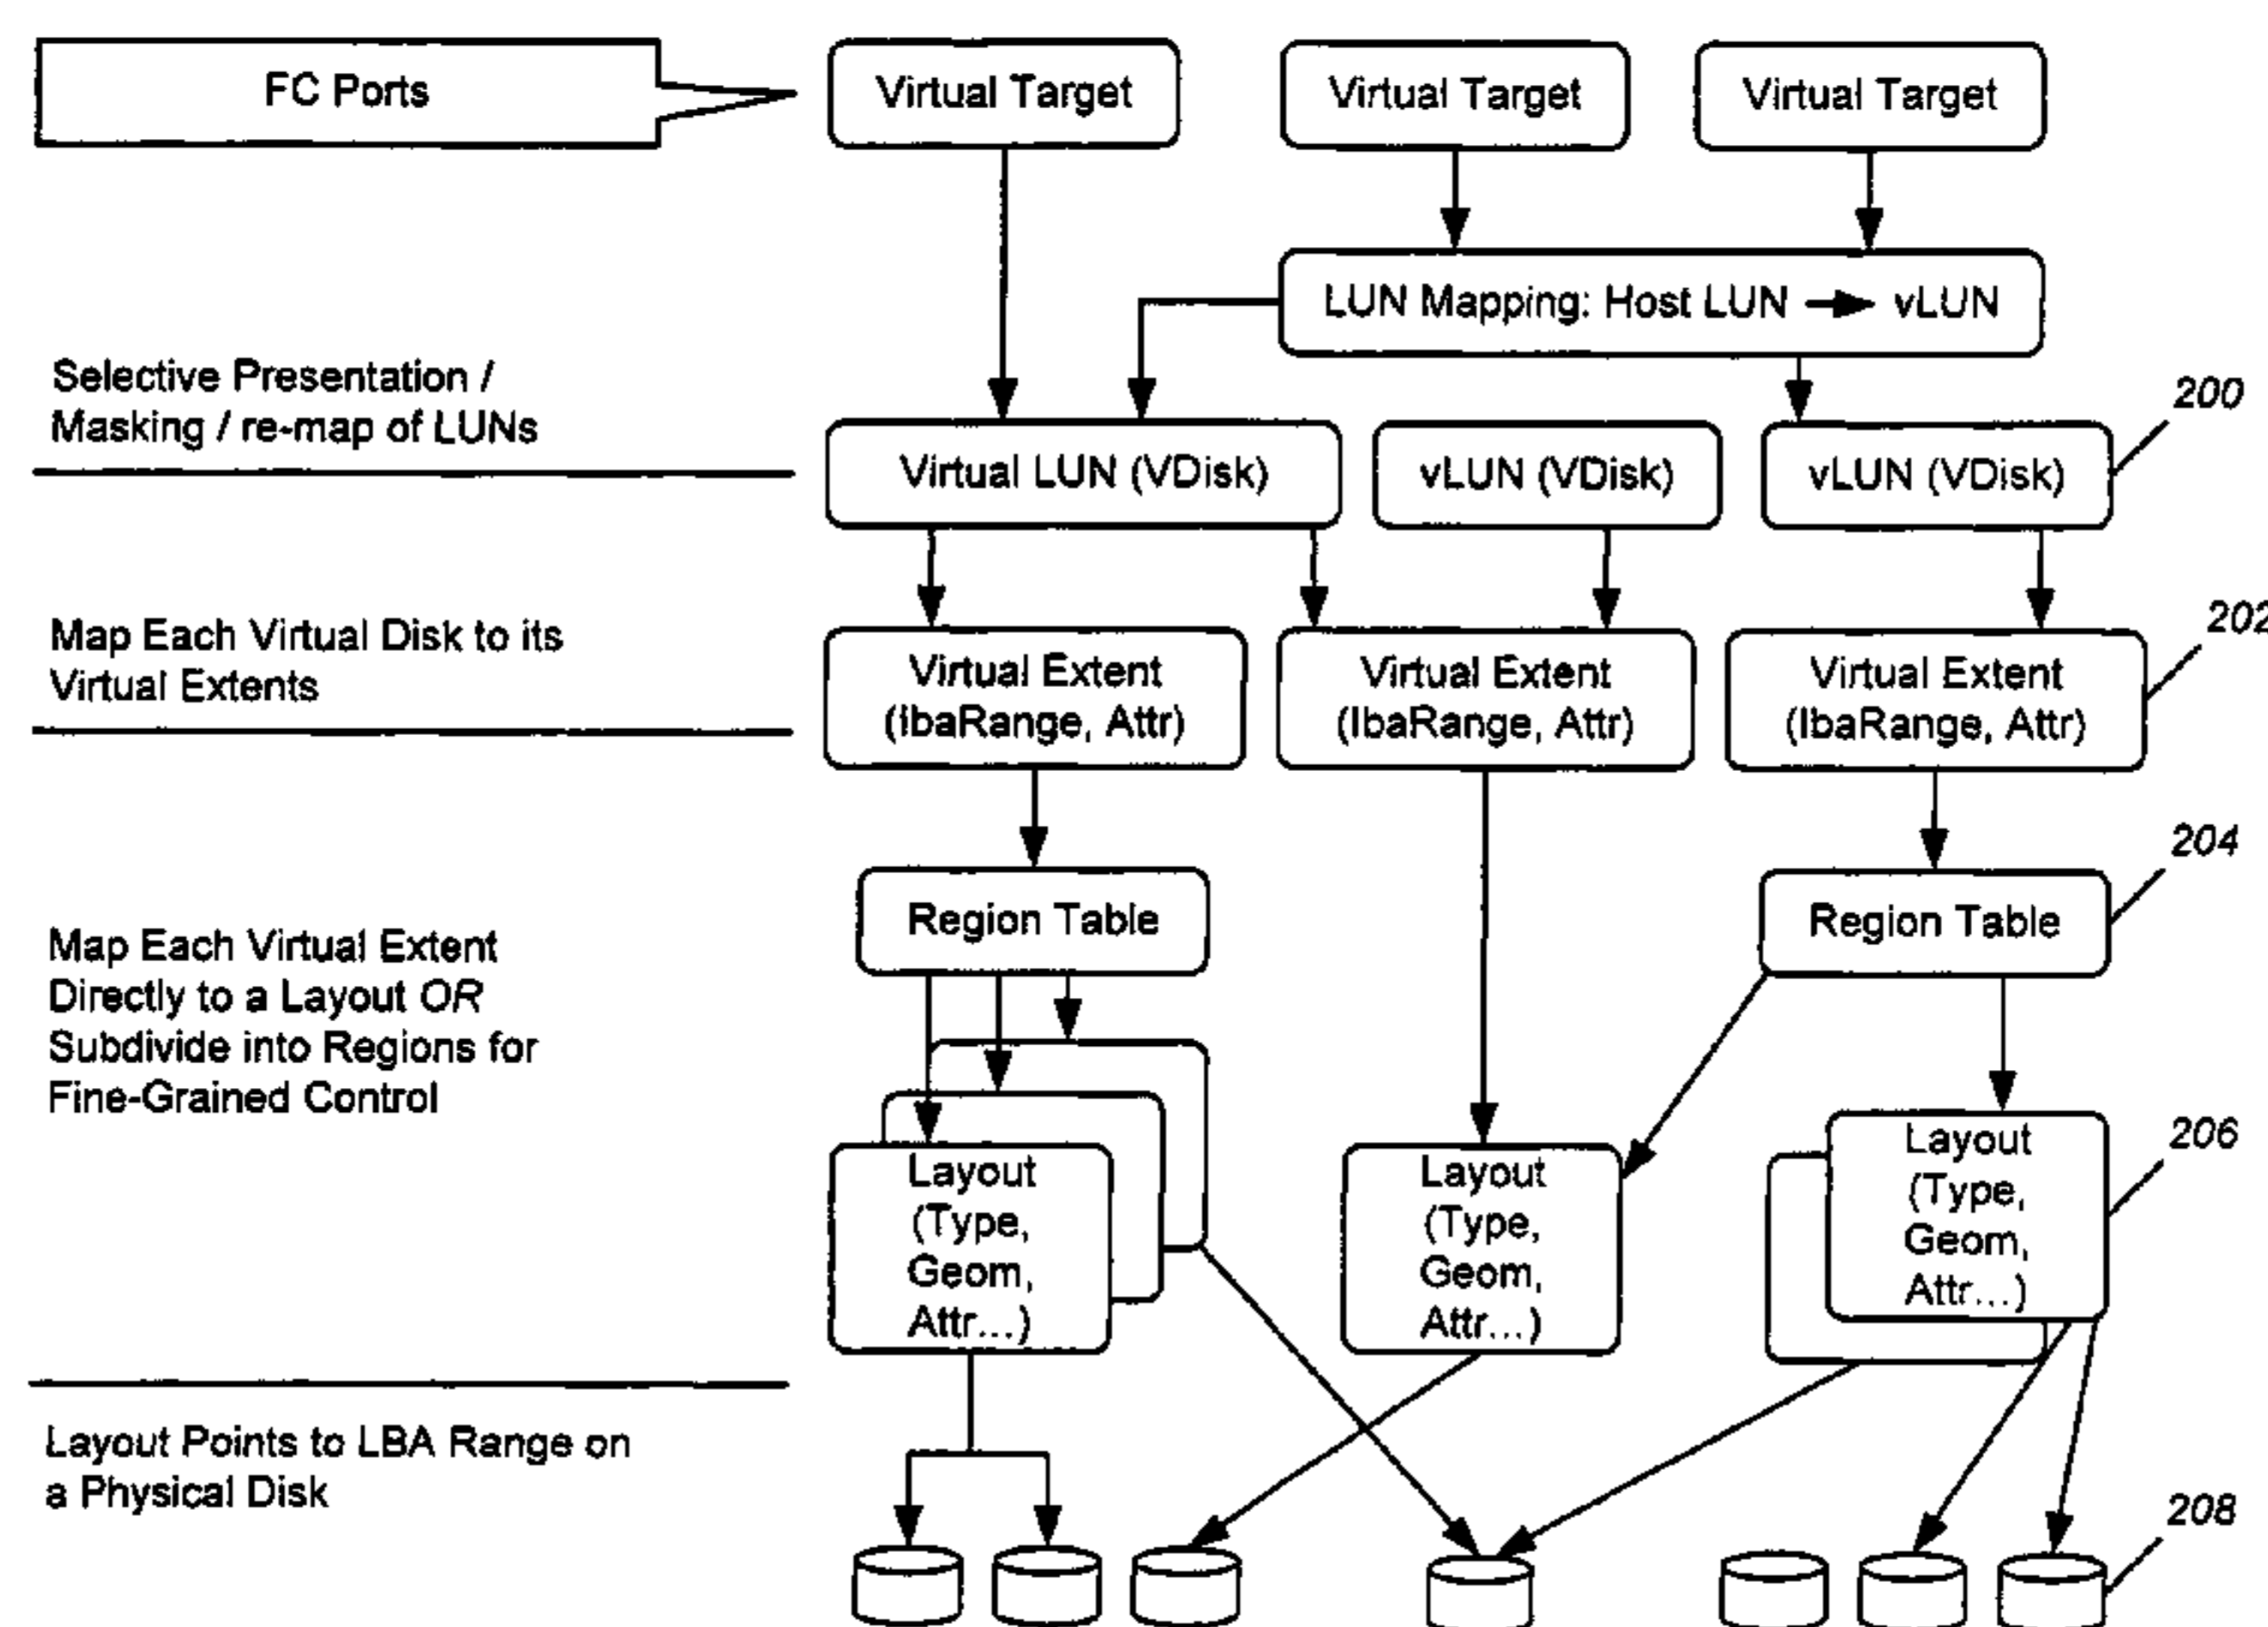 FC Ports
Virtual Target
Virtual Target
Virtual Target
LUN Mapping: Host LUN → vLUN
Selective Presentation /
Masking / re-map of LUNs
200
Virtual LUN (VDisk)
vLUN (VDisk)
vLUN (VDisk)
Map Each Virtual Disk to its
Virtual Extents
202
Virtual Extent
(lbaRange, Attr)
Virtual Extent
(lbaRange, Attr)
Virtual Extent
(lbaRange, Attr)
204
Region Table
Region Table
Map Each Virtual Extent
Directly to a Layout OR
Subdivide into Regions for
Fine-Grained Control
206
Layout
(Type,
Geom,
Attr...)
Layout
(Type,
Geom,
Attr...)
Layout
(Type,
Geom,
Attr...)
Layout Points to LBA Range on
a Physical Disk
208